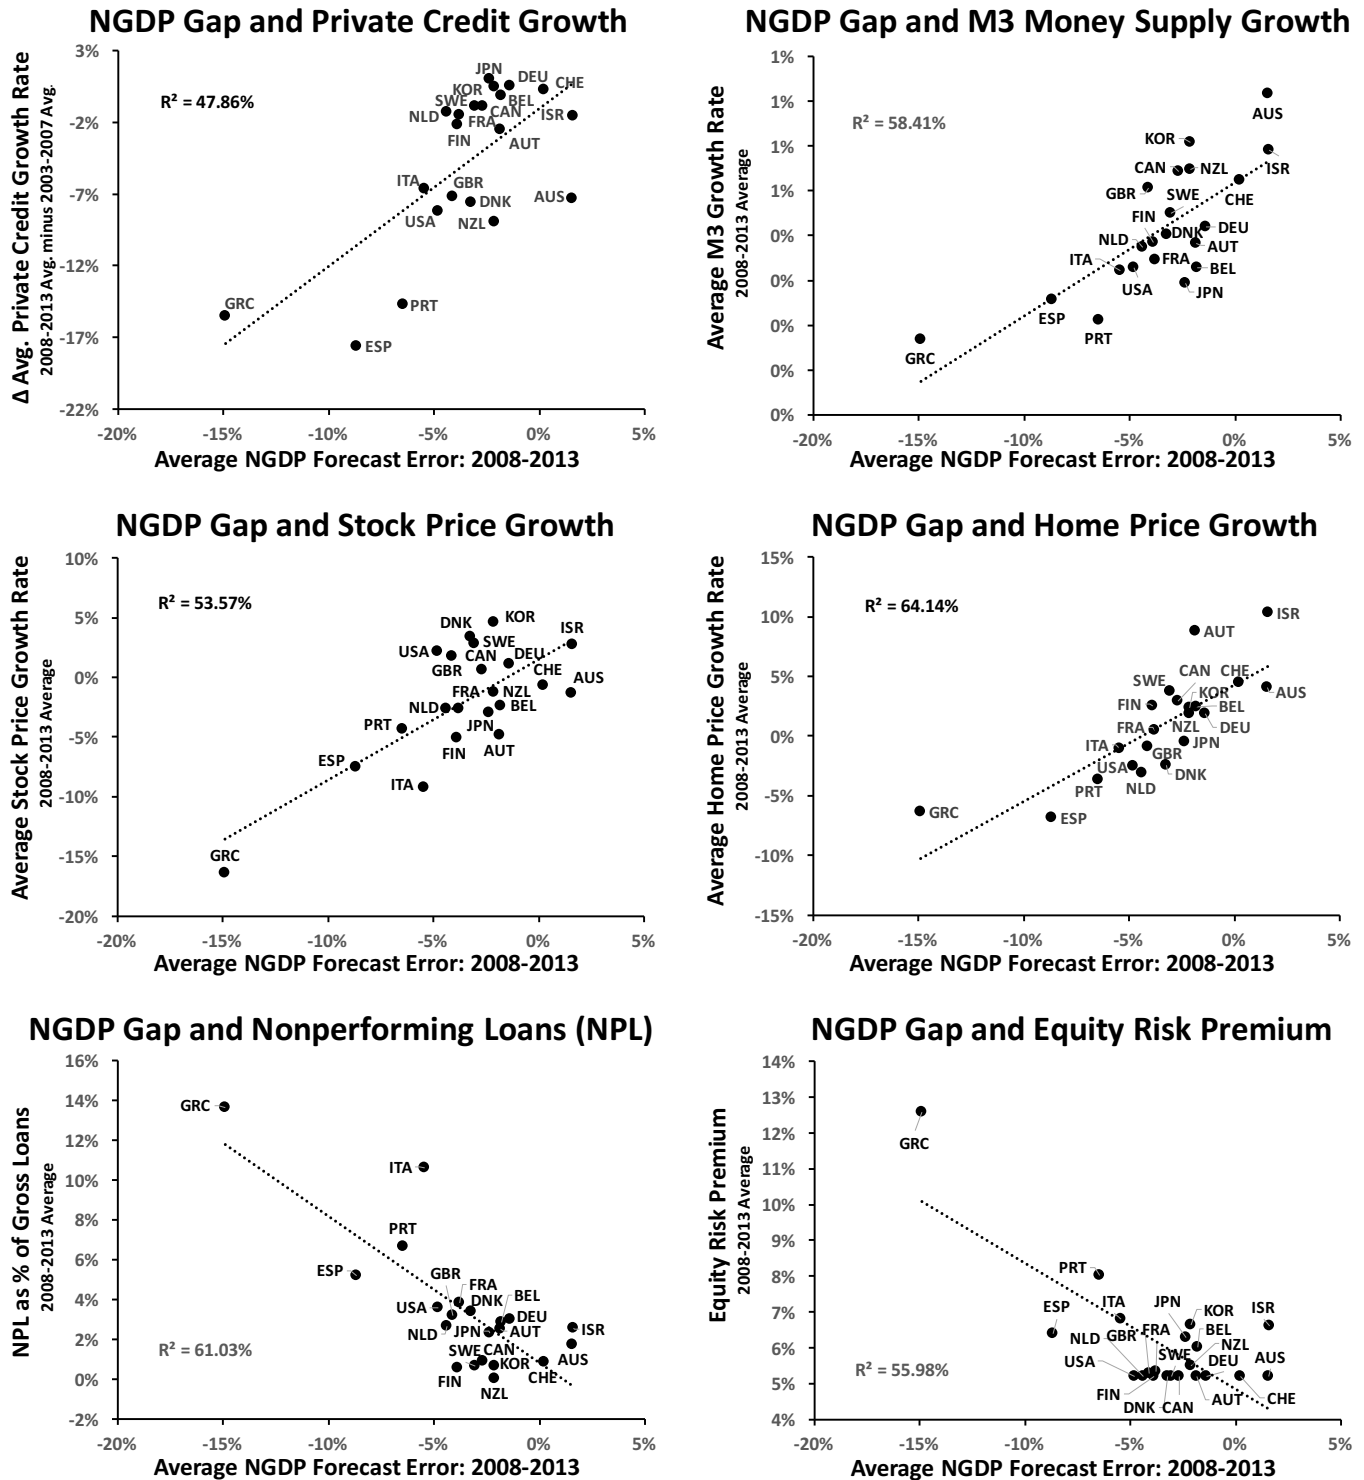 NGDP Gap and Private Credit Growth
Δ Avg. Private Credit Growth Rate
2008-2013 Avg. minus 2003-2007 Avg.
3%
-2%
-7%
-12%
-17%
-22%
R² = 47.86%
JPN
DEU
CHE
KOR
SWE
BEL
NLD
FRA
CAN
ISR
FIN
AUT
ITA
GBR
DNK
AUS
USA
NZL
GRC
PRT
ESP
-20%
-15%
-10%
-5%
0%
5%
Average NGDP Forecast Error: 2008-2013
NGDP Gap and M3 Money Supply Growth
Average M3 Growth Rate
2008-2013 Average
1%
1%
1%
1%
0%
0%
0%
0%
0%
R² = 58.41%
AUS
KOR
CAN
NZL
ISR
GBR
SWE
CHE
FIN
NLD
DNK
DEU
AUT
ITA
FRA
BEL
USA
JPN
ESP
PRT
GRC
-20%
-15%
-10%
-5%
0%
5%
Average NGDP Forecast Error: 2008-2013
NGDP Gap and Stock Price Growth
Average Stock Price Growth Rate
2008-2013 Average
10%
5%
0%
-5%
-10%
-15%
-20%
R² = 53.57%
DNK
KOR
ISR
USA
SWE
GBR
CAN
DEU
CHE
AUS
FRA
NZL
NLD
BEL
PRT
JPN
FIN
AUT
ESP
ITA
GRC
-20%
-15%
-10%
-5%
0%
5%
Average NGDP Forecast Error: 2008-2013
NGDP Gap and Home Price Growth
Average Home Price Growth Rate
2008-2013 Average
15%
10%
5%
0%
-5%
-10%
-15%
R² = 64.14%
ISR
AUT
SWE
CAN
CHE
AUS
FIN
KOR
BEL
FRA
NZL
DEU
ITA
GBR
JPN
USA
DNK
PRT
NLD
GRC
ESP
-20%
-15%
-10%
-5%
0%
5%
Average NGDP Forecast Error: 2008-2013
NGDP Gap and Nonperforming Loans (NPL)
NPL as % of Gross Loans
2008-2013 Average
16%
14%
12%
10%
8%
6%
4%
2%
0%
-2%
GRC
ITA
PRT
ESP
GBR
FRA
USA
DNK
BEL
DEU
NLD
JPN
AUT
ISR
SWE
CAN
AUS
FIN
KOR
CHE
NZL
R² = 61.03%
-20%
-15%
-10%
-5%
0%
5%
Average NGDP Forecast Error: 2008-2013
NGDP Gap and Equity Risk Premium
Equity Risk Premium
2008-2013 Average
14%
13%
12%
11%
10%
9%
8%
7%
6%
5%
4%
GRC
PRT
ESP
ITA
JPN
KOR
ISR
NLD
GBR
FRA
BEL
USA
SWE
NZL
DEU
AUS
FIN
DNK
CAN
AUT
CHE
R² = 55.98%
-20%
-15%
-10%
-5%
0%
5%
Average NGDP Forecast Error: 2008-2013